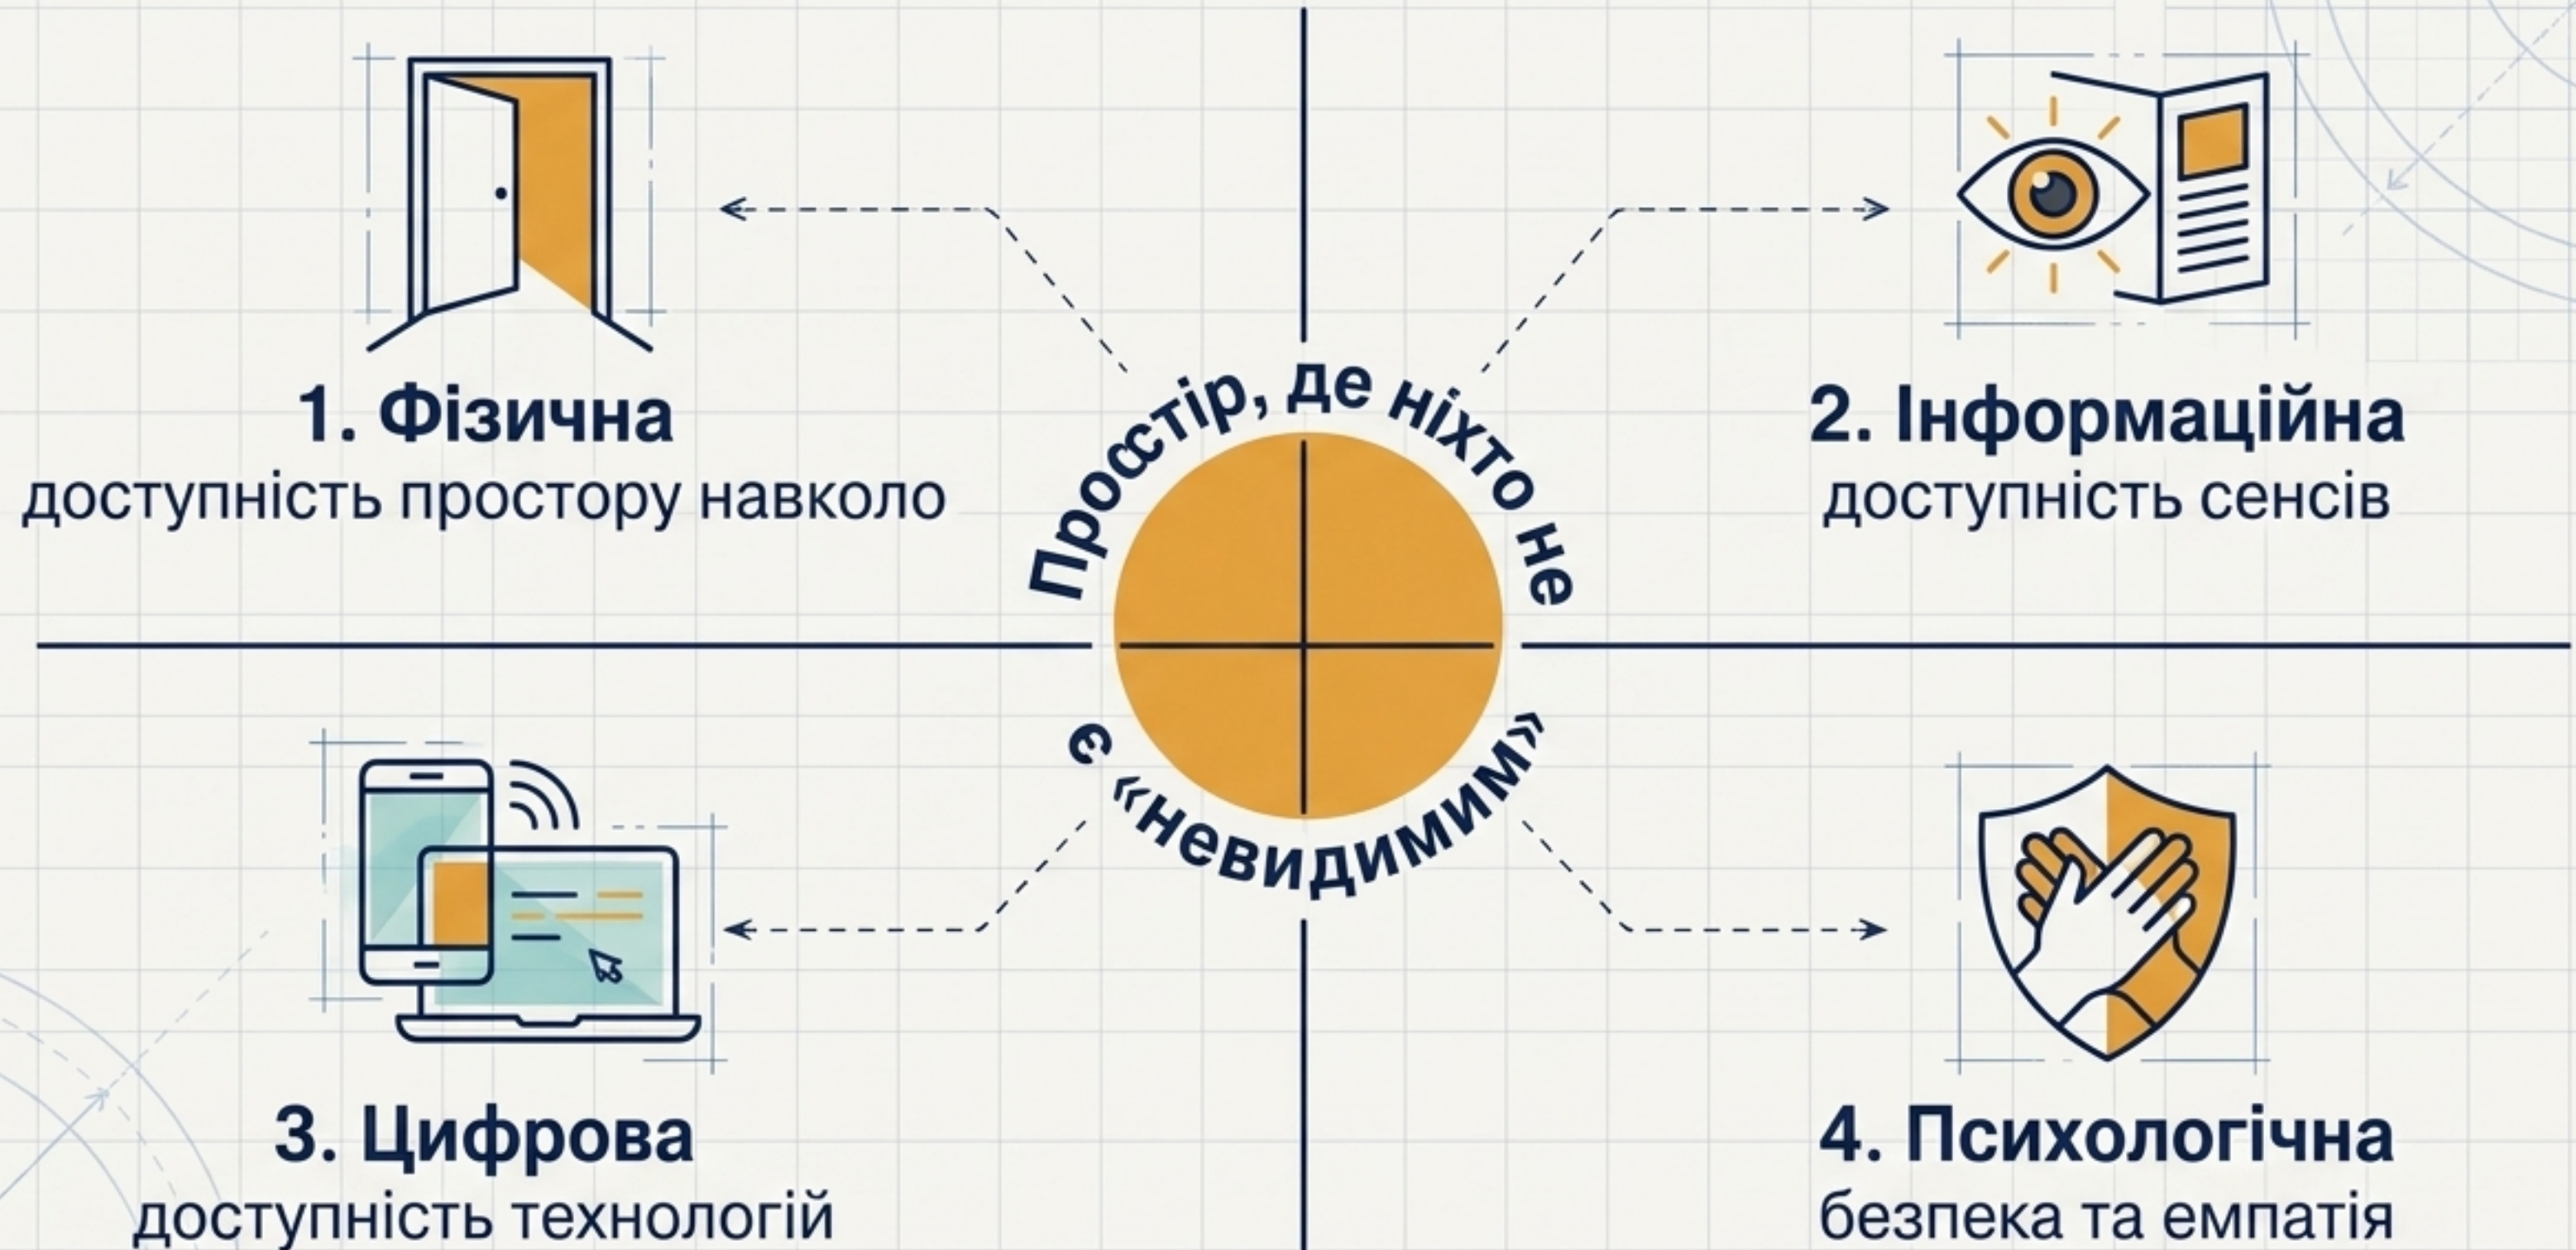 1. Фізична
доступність простору навколо
2. Інформаційна
доступність сенсів
Просстір, де ніхто не
є «невидимим»
3. Цифрова
доступність технологій
4. Психологічна
безпека та емпатія